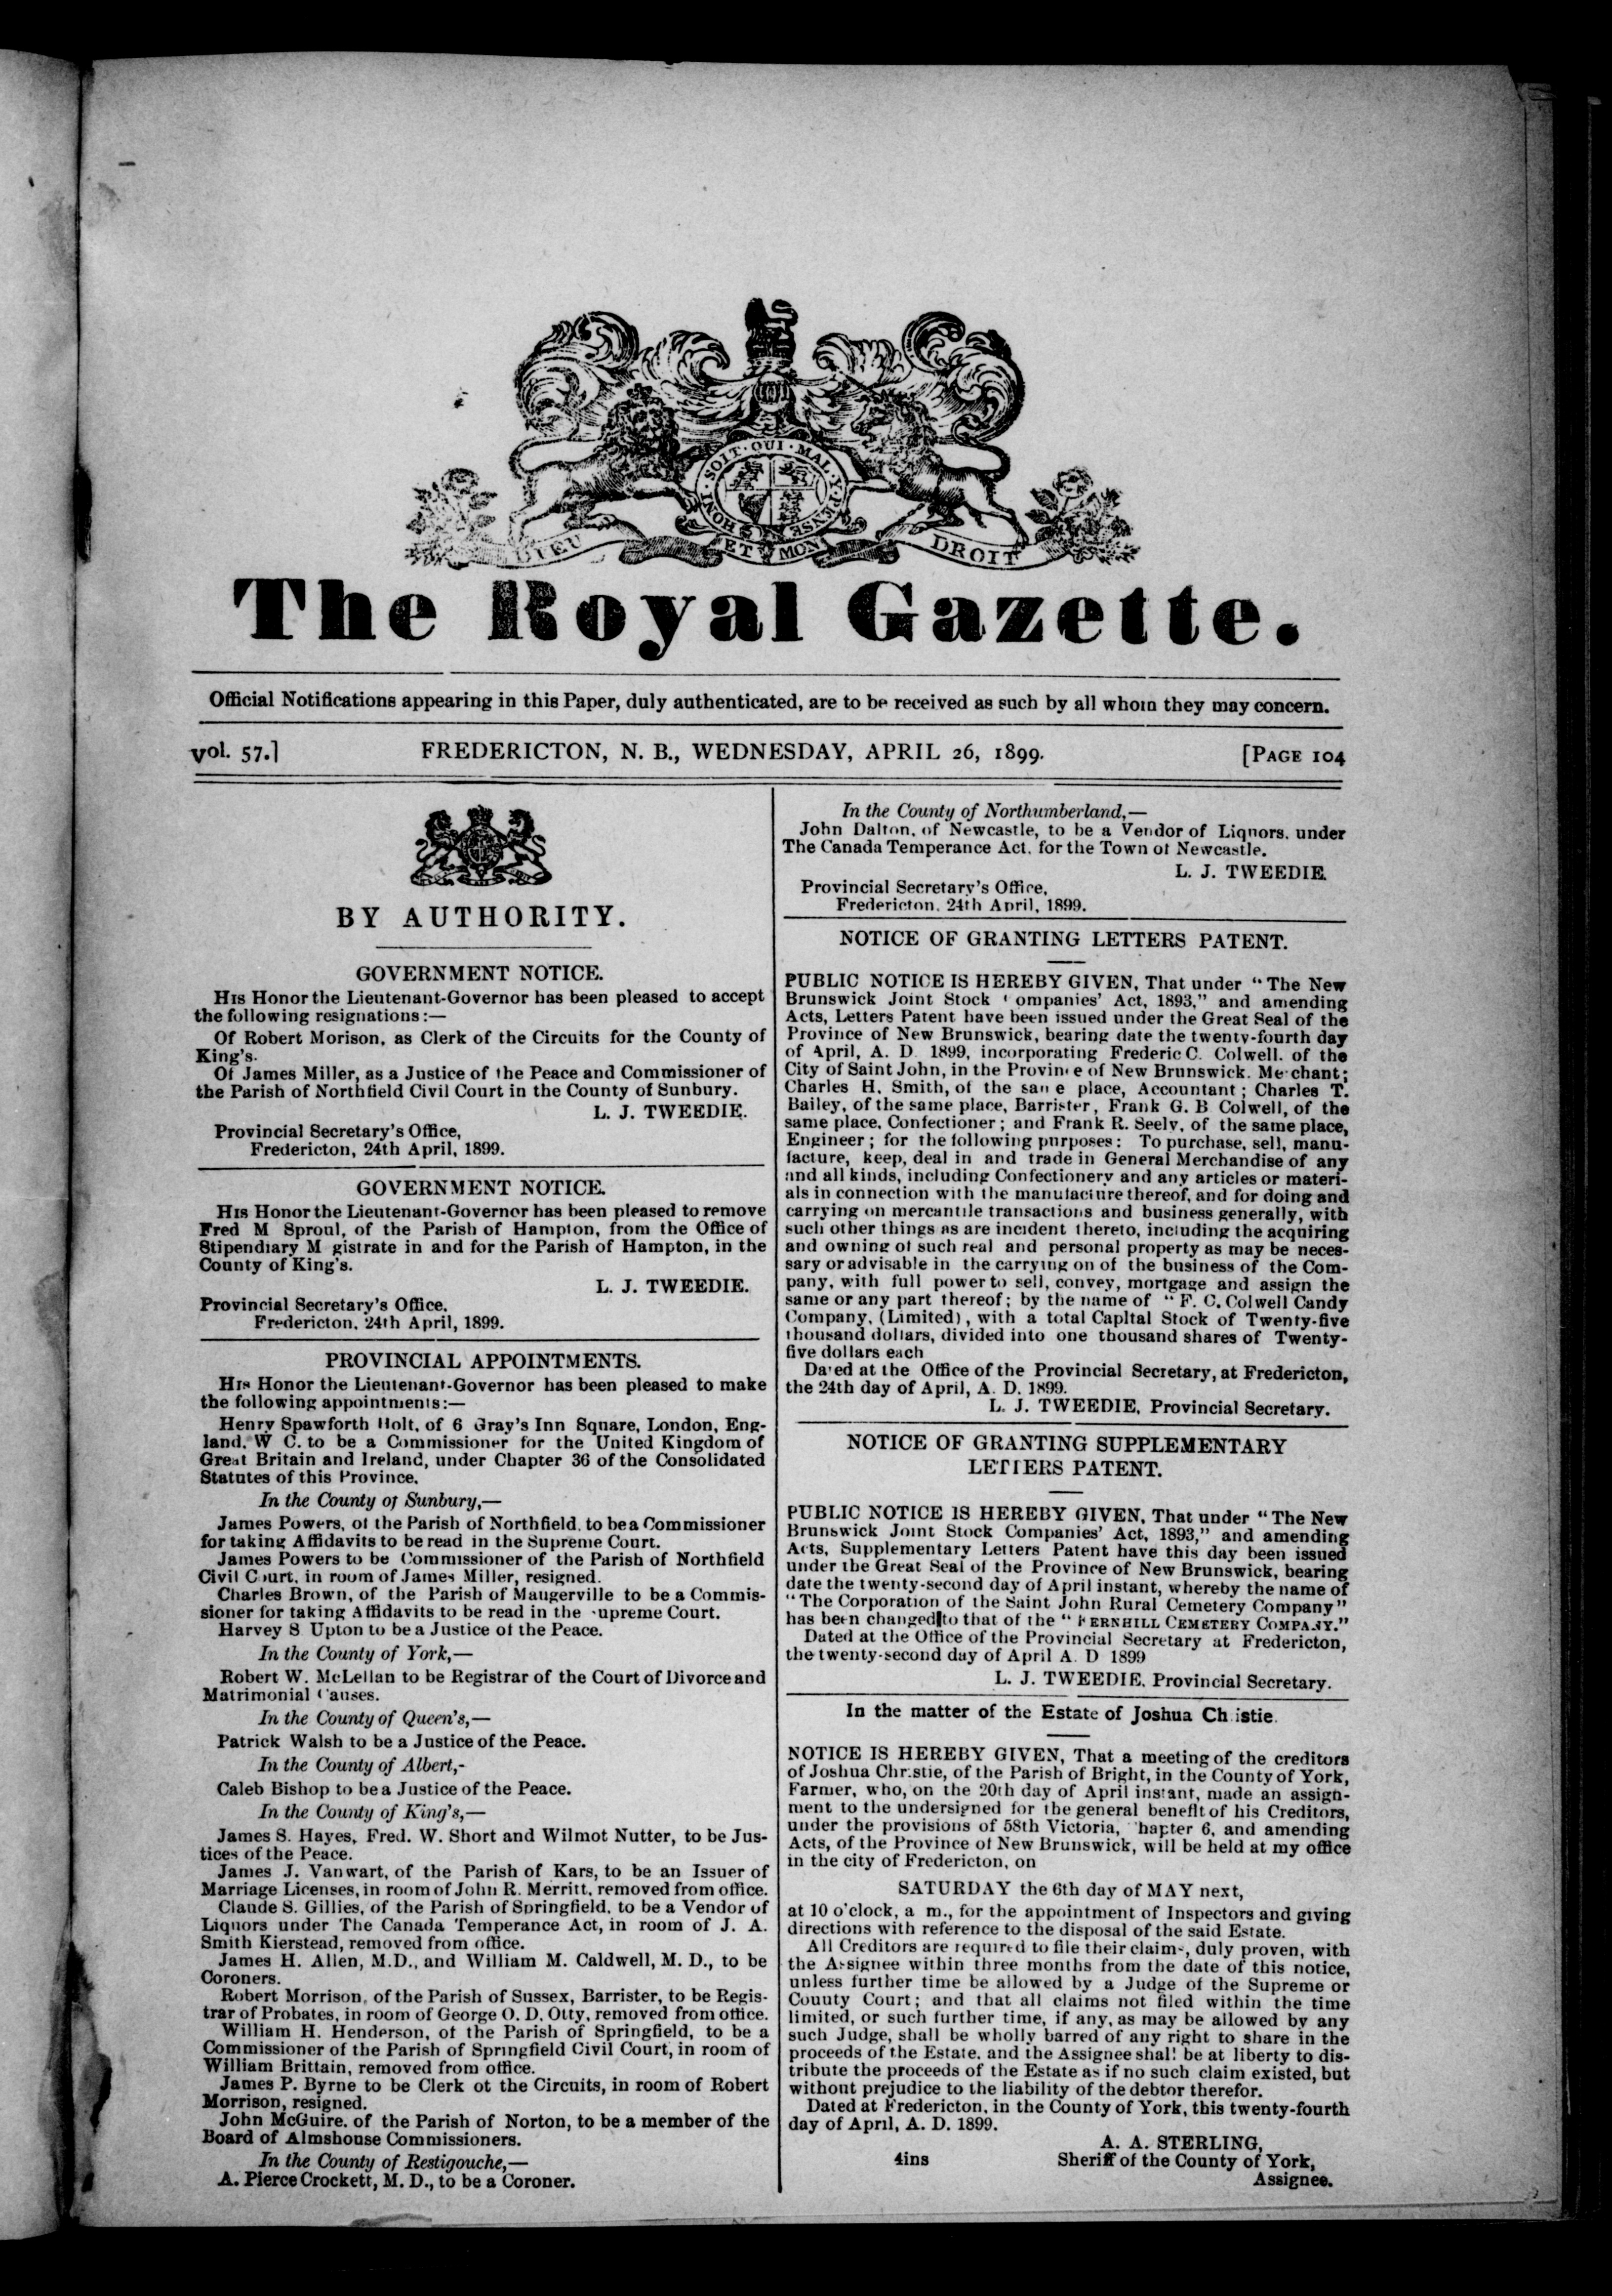 HONI · SOIT · QUI · MAL · Y · PENSE
DIEU ET MON DROIT
The Royal Gazette.
Official Notifications appearing in this Paper, duly authenticated, are to be received as such by all whom they may concern.
Vol. 57.]
FREDERICTON, N. B., WEDNESDAY, APRIL 26, 1899.
[PAGE 104
BY AUTHORITY.
GOVERNMENT NOTICE.
HIS Honor the Lieutenant-Governor has been pleased to accept
the following resignations :—
Of Robert Morison, as Clerk of the Circuits for the County of
King's.
Of James Miller, as a Justice of the Peace and Commissioner of
the Parish of Northfield Civil Court in the County of Sunbury.
L. J. TWEEDIE.
Provincial Secretary's Office,
Fredericton, 24th April, 1899.
GOVERNMENT NOTICE.
HIS Honor the Lieutenant-Governor has been pleased to remove
Fred M Sproul, of the Parish of Hampton, from the Office of
Stipendiary M gistrate in and for the Parish of Hampton, in the
County of King's.
L. J. TWEEDIE.
Provincial Secretary's Office,
Fredericton, 24th April, 1899.
PROVINCIAL APPOINTMENTS.
HIS Honor the Lieutenant-Governor has been pleased to make
the following appointments:—
Henry Spawforth Holt, of 6 Gray's Inn Square, London, Eng-
land, W C. to be a Commissioner for the United Kingdom of
Great Britain and Ireland, under Chapter 36 of the Consolidated
Statutes of this Province.
In the County of Sunbury,—
James Powers, of the Parish of Northfield, to be a Commissioner
for taking Affidavits to be read in the Supreme Court.
James Powers to be Commissioner of the Parish of Northfield
Civil Court, in room of James Miller, resigned.
Charles Brown, of the Parish of Maugerville to be a Commis-
sioner for taking Affidavits to be read in the upreme Court.
Harvey S Upton to be a Justice of the Peace.
In the County of York,—
Robert W. McLellan to be Registrar of the Court of Divorce and
Matrimonial Causes.
In the County of Queen's,—
Patrick Walsh to be a Justice of the Peace.
In the County of Albert,-
Caleb Bishop to be a Justice of the Peace.
In the County of King's,—
James S. Hayes, Fred. W. Short and Wilmot Nutter, to be Jus-
tices of the Peace.
James J. Vanwart, of the Parish of Kars, to be an Issuer of
Marriage Licenses, in room of John R. Merritt, removed from office.
Claude S. Gillies, of the Parish of Springfield, to be a Vendor of
Liquors under The Canada Temperance Act, in room of J. A.
Smith Kierstead, removed from office.
James H. Allen, M.D., and William M. Caldwell, M. D., to be
Coroners.
Robert Morrison, of the Parish of Sussex, Barrister, to be Regis-
trar of Probates, in room of George O. D. Otty, removed from office.
William H. Henderson, of the Parish of Springfield, to be a
Commissioner of the Parish of Springfield Civil Court, in room of
William Brittain, removed from office.
James P. Byrne to be Clerk of the Circuits, in room of Robert
Morrison, resigned.
John McGuire, of the Parish of Norton, to be a member of the
Board of Almshouse Commissioners.
In the County of Restigouche,—
A. Pierce Crockett, M. D., to be a Coroner.
In the County of Northumberland,—
John Dalton, of Newcastle, to be a Vendor of Liquors, under
The Canada Temperance Act, for the Town of Newcastle.
L. J. TWEEDIE.
Provincial Secretary's Office,
Fredericton, 24th April, 1899.
NOTICE OF GRANTING LETTERS PATENT.
PUBLIC NOTICE IS HEREBY GIVEN, That under "The New
Brunswick Joint Stock ompanies' Act, 1893," and amending
Acts, Letters Patent have been issued under the Great Seal of the
Province of New Brunswick, bearing date the twenty-fourth day
of April, A. D 1899, incorporating Frederic C. Colwell, of the
City of Saint John, in the Province of New Brunswick, Merchant;
Charles H. Smith, of the same place, Accountant; Charles T.
Bailey, of the same place, Barrister, Frank G. B Colwell, of the
same place, Confectioner; and Frank R. Seely, of the same place,
Engineer; for the following purposes: To purchase, sell, manu-
facture, keep, deal in and trade in General Merchandise of any
and all kinds, including Confectionery and any articles or materi-
als in connection with the manufacture thereof, and for doing and
carrying on mercantile transactions and business generally, with
such other things as are incident thereto, including the acquiring
and owning of such real and personal property as may be neces-
sary or advisable in the carrying on of the business of the Com-
pany, with full power to sell, convey, mortgage and assign the
same or any part thereof; by the name of "F. C. Colwell Candy
Company, (Limited), with a total Capital Stock of Twenty-five
thousand dollars, divided into one thousand shares of Twenty-
five dollars each
Dated at the Office of the Provincial Secretary, at Fredericton,
the 24th day of April, A. D. 1899.
L. J. TWEEDIE, Provincial Secretary.
NOTICE OF GRANTING SUPPLEMENTARY
LETTERS PATENT.
PUBLIC NOTICE IS HEREBY GIVEN, That under "The New
Brunswick Joint Stock Companies' Act, 1893," and amending
Acts, Supplementary Letters Patent have this day been issued
under the Great Seal of the Province of New Brunswick, bearing
date the twenty-second day of April instant, whereby the name of
"The Corporation of the Saint John Rural Cemetery Company"
has been changed to that of the "FERNHILL CEMETERY COMPANY."
Dated at the Office of the Provincial Secretary at Fredericton,
the twenty-second day of April A. D 1899
L. J. TWEEDIE, Provincial Secretary.
In the matter of the Estate of Joshua Ch istie.
NOTICE IS HEREBY GIVEN, That a meeting of the creditors
of Joshua Christie, of the Parish of Bright, in the County of York,
Farmer, who, on the 20th day of April instant, made an assign-
ment to the undersigned for the general benefit of his Creditors,
under the provisions of 58th Victoria, hapter 6, and amending
Acts, of the Province of New Brunswick, will be held at my office
in the city of Fredericton, on
SATURDAY the 6th day of MAY next,
at 10 o'clock, a m., for the appointment of Inspectors and giving
directions with reference to the disposal of the said Estate.
All Creditors are required to file their claims, duly proven, with
the Assignee within three months from the date of this notice,
unless further time be allowed by a Judge of the Supreme or
Couuty Court; and that all claims not filed within the time
limited, or such further time, if any, as may be allowed by any
such Judge, shall be wholly barred of any right to share in the
proceeds of the Estate, and the Assignee shall be at liberty to dis-
tribute the proceeds of the Estate as if no such claim existed, but
without prejudice to the liability of the debtor therefor.
Dated at Fredericton, in the County of York, this twenty-fourth
day of April, A. D. 1899.
A. A. STERLING,
4ins
Sheriff of the County of York,
Assignee.